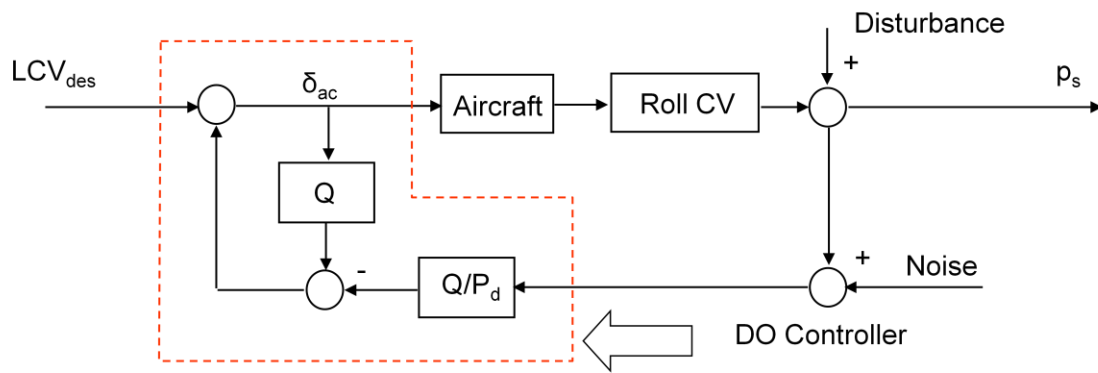 Disturbance
LCV_des
δ_ac
+
p_s
Aircraft
Roll CV
Q
-
Q/P_d
+
Noise
DO Controller